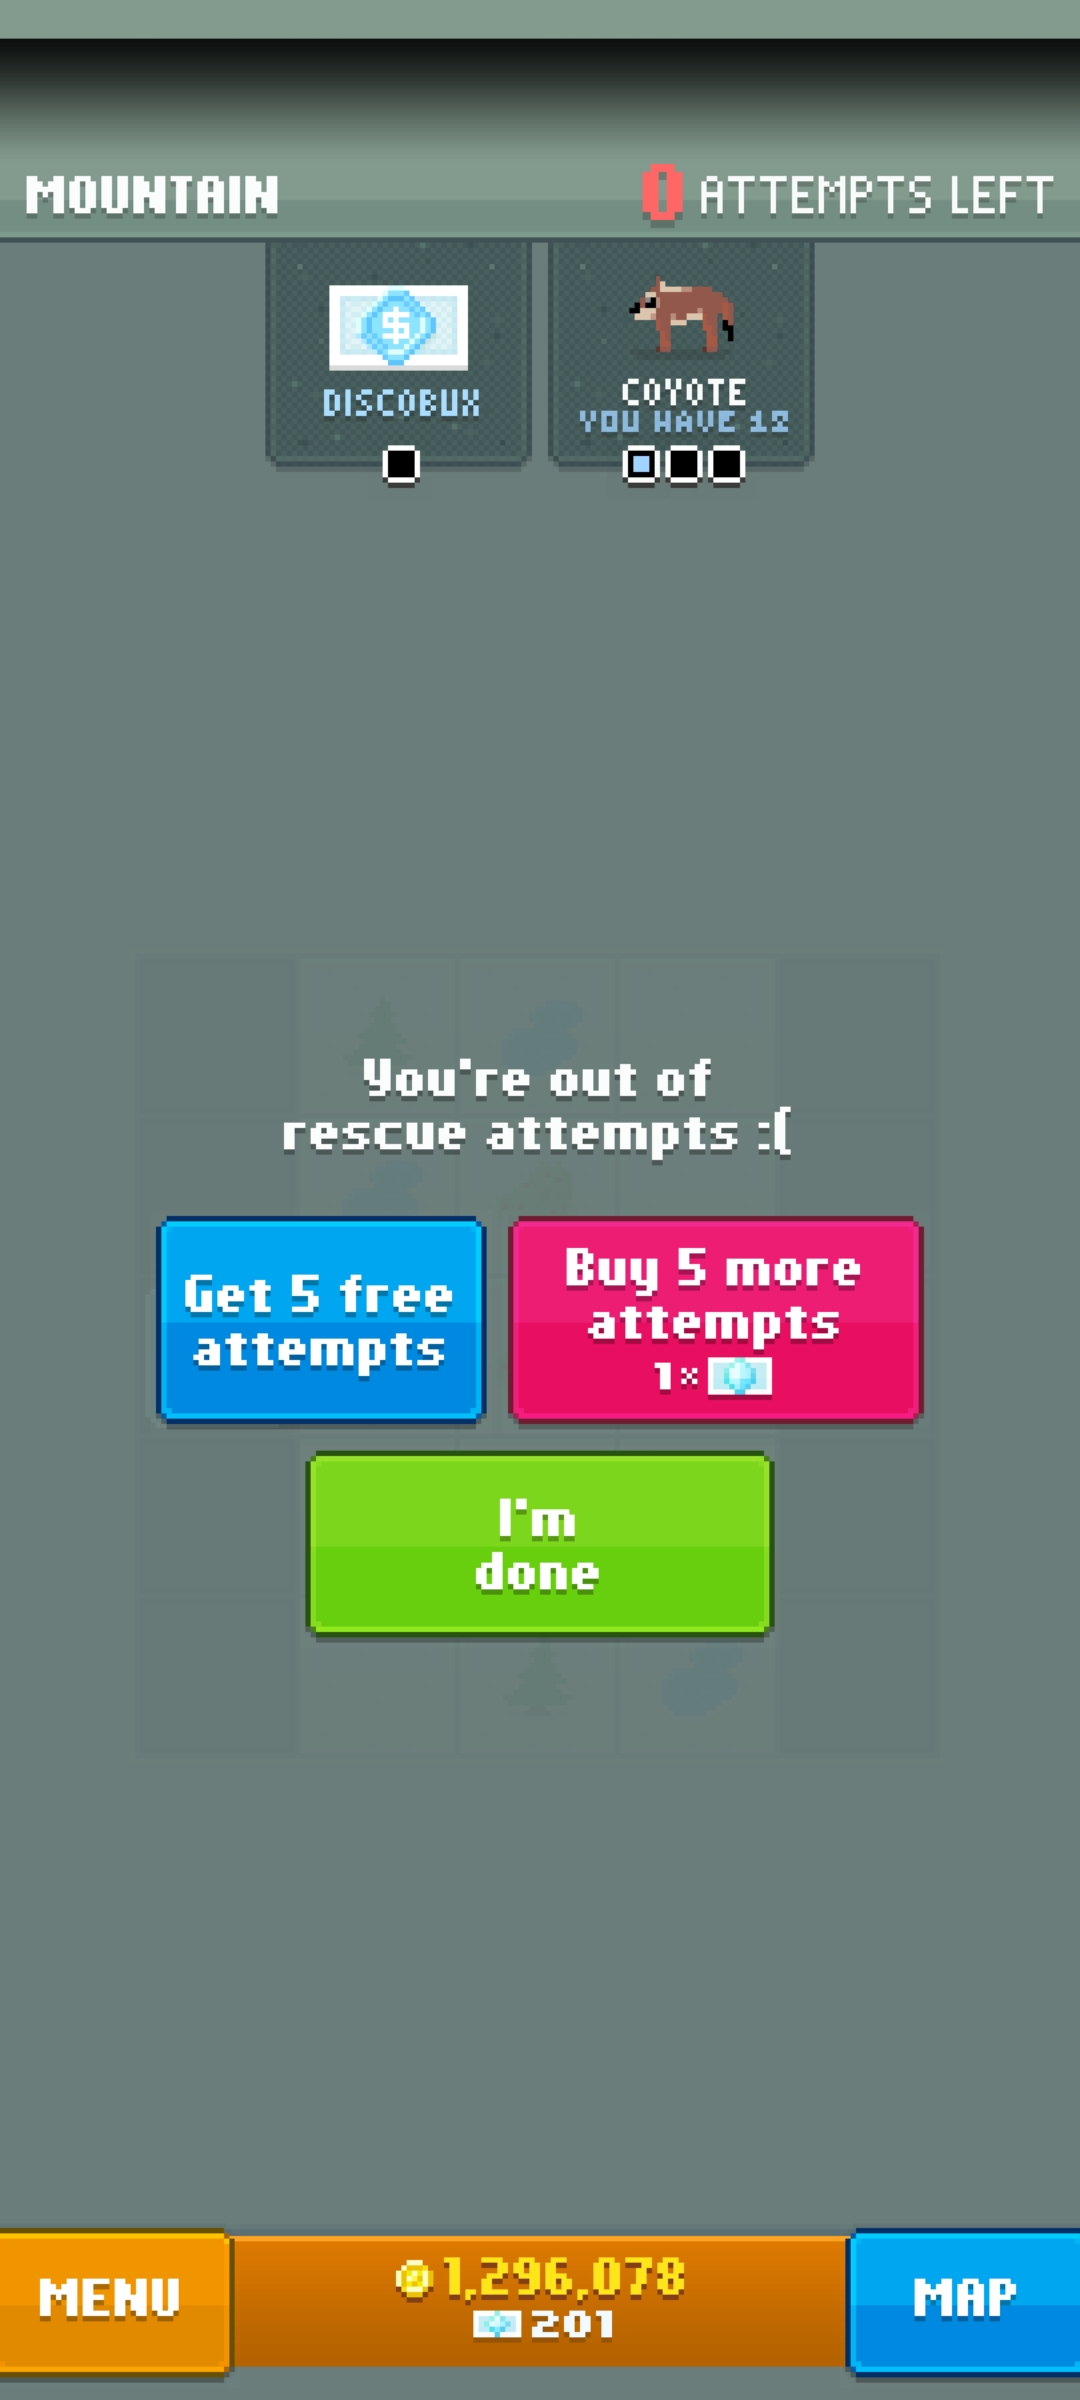 MOUNTAIN
0 ATTEMPTS LEFT
$
DISCOBUX
COYOTE
YOU HAVE 12
You're out of
rescue attempts :(
Get 5 free
attempts
Buy 5 more
attempts
1×
I'm
done
MENU
1,296,078
201
MAP